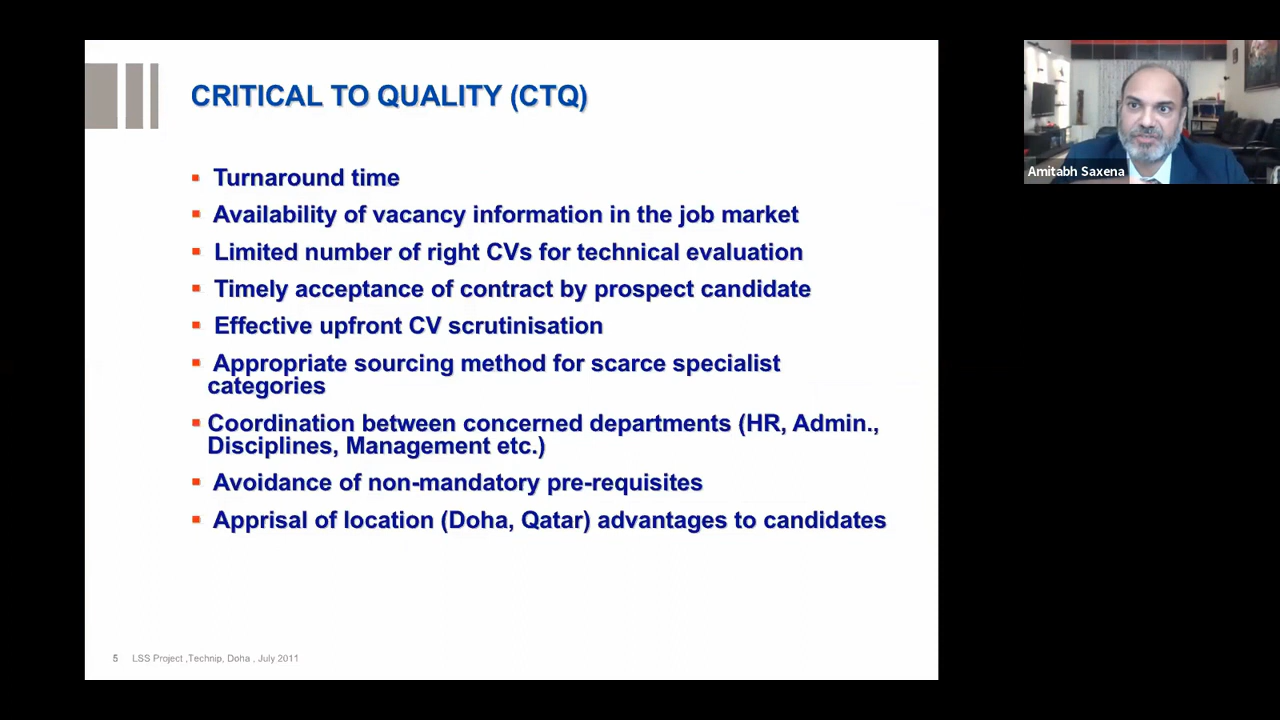 CRITICAL TO QUALITY (CTQ)
Turnaround time
Availability of vacancy information in the job market
Limited number of right CVs for technical evaluation
Timely acceptance of contract by prospect candidate
Effective upfront CV scrutinisation
Appropriate sourcing method for scarce specialist
categories
Coordination between concerned departments (HR, Admin.,
Disciplines, Management etc.)
Avoidance of non-mandatory pre-requisites
Apprisal of location (Doha, Qatar) advantages to candidates
5 LSS Project ,Technip, Doha , July 2011
Amitabh Saxena